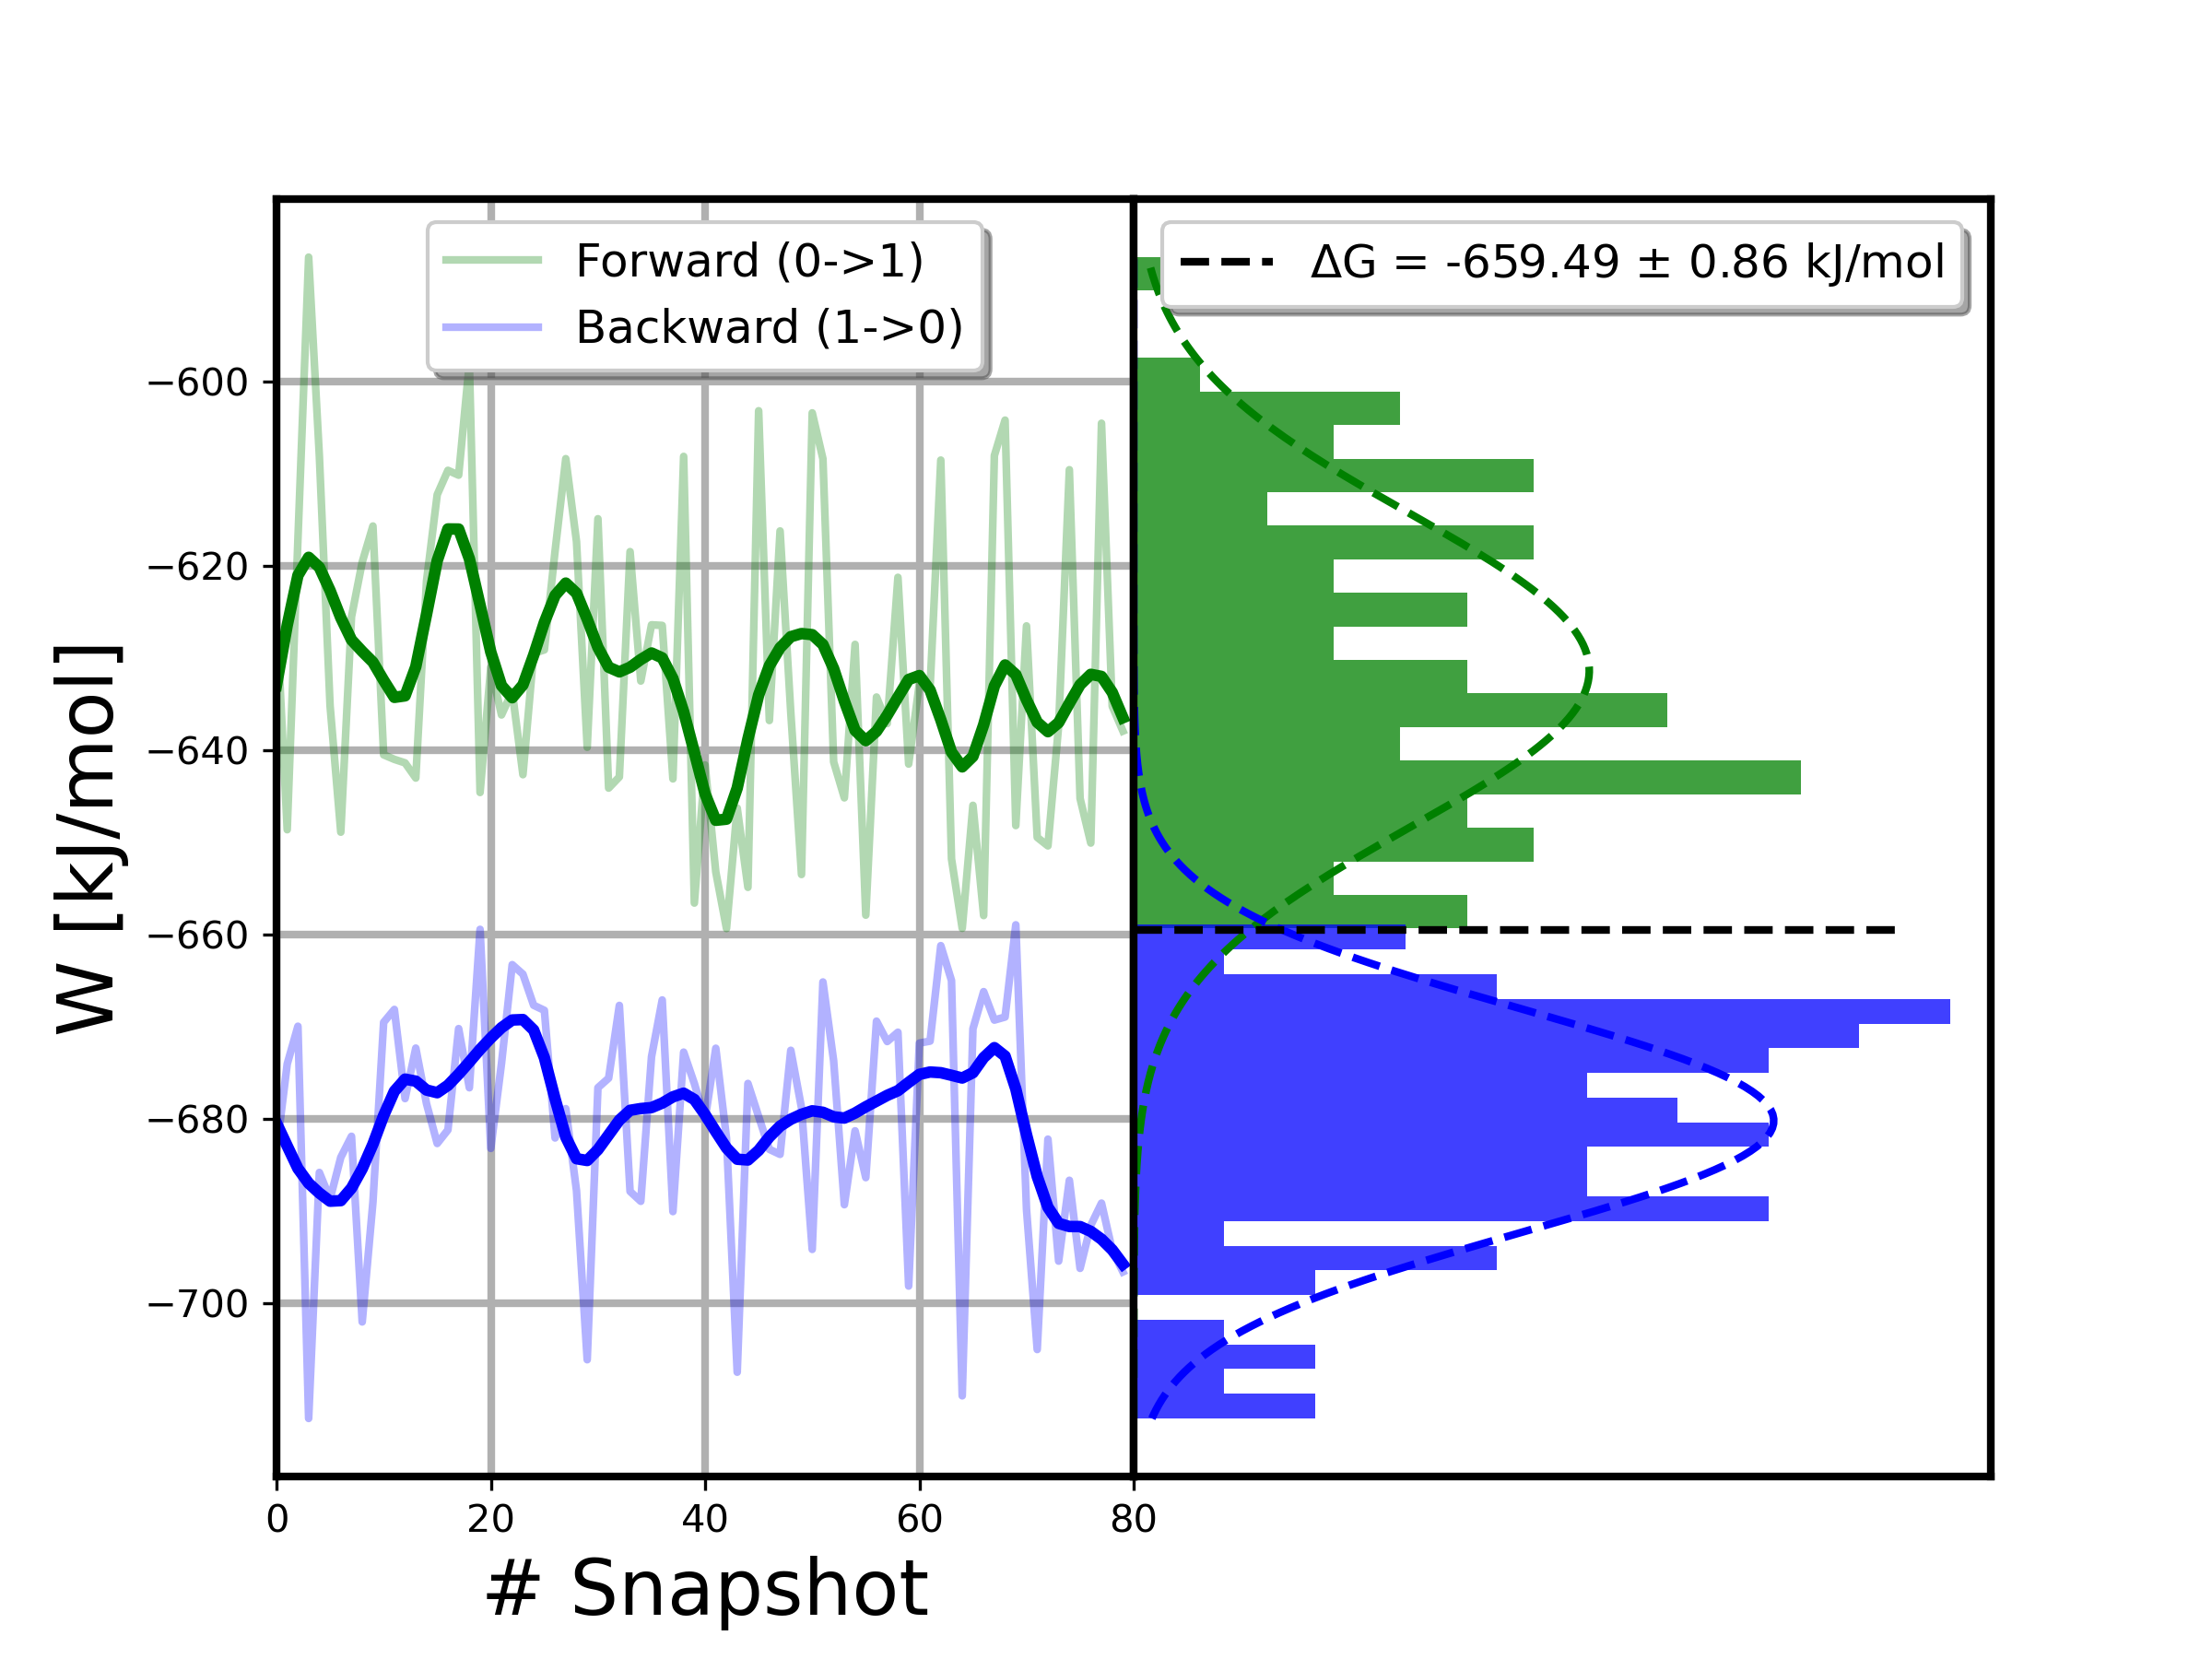 Forward (0->1)
Backward (1->0)
ΔG = -659.49 ± 0.86 kJ/mol
W [kJ/mol]
−600
−620
−640
−660
−680
−700
0 20 40 60 80
# Snapshot